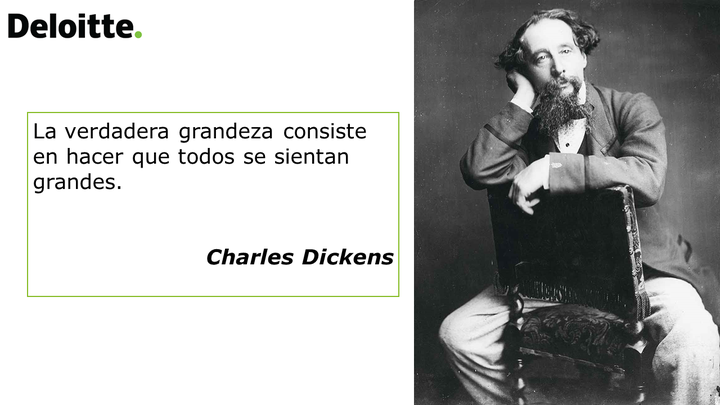 Deloitte.
La verdadera grandeza consiste
en hacer que todos se sientan
grandes.
Charles Dickens